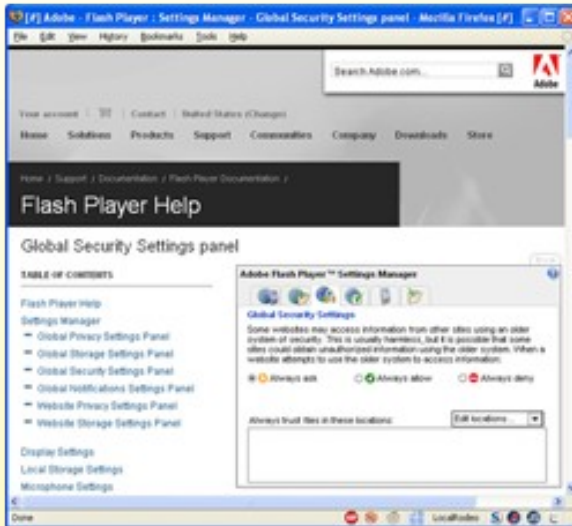 [#] Adobe - Flash Player : Settings Manager - Global Security Settings panel - Mozilla Firefox [#]
File Edit View History Bookmarks Tools Help
Search Adobe.com...
Adobe
Your account Contact United States (Change)
Home Solutions Products Support Communities Company Downloads Store
Home / Support / Documentation / Flash Player Documentation /
Flash Player Help
Global Security Settings panel
TABLE OF CONTENTS
Flash Player Help
Settings Manager
Global Privacy Settings Panel
Global Storage Settings Panel
Global Security Settings Panel
Global Notifications Settings Panel
Website Privacy Settings Panel
Website Storage Settings Panel
Display Settings
Local Storage Settings
Microphone Settings
Adobe Flash Player™ Settings Manager
Global Security Settings
Some websites may access information from other sites using an older
system of security. This is usually harmless, but it is possible that some
sites could obtain unauthorized information using the older system. When a
website attempts to use the older system to access information:
Always ask Always allow Always deny
Always trust files in these locations: Edit locations...
Done